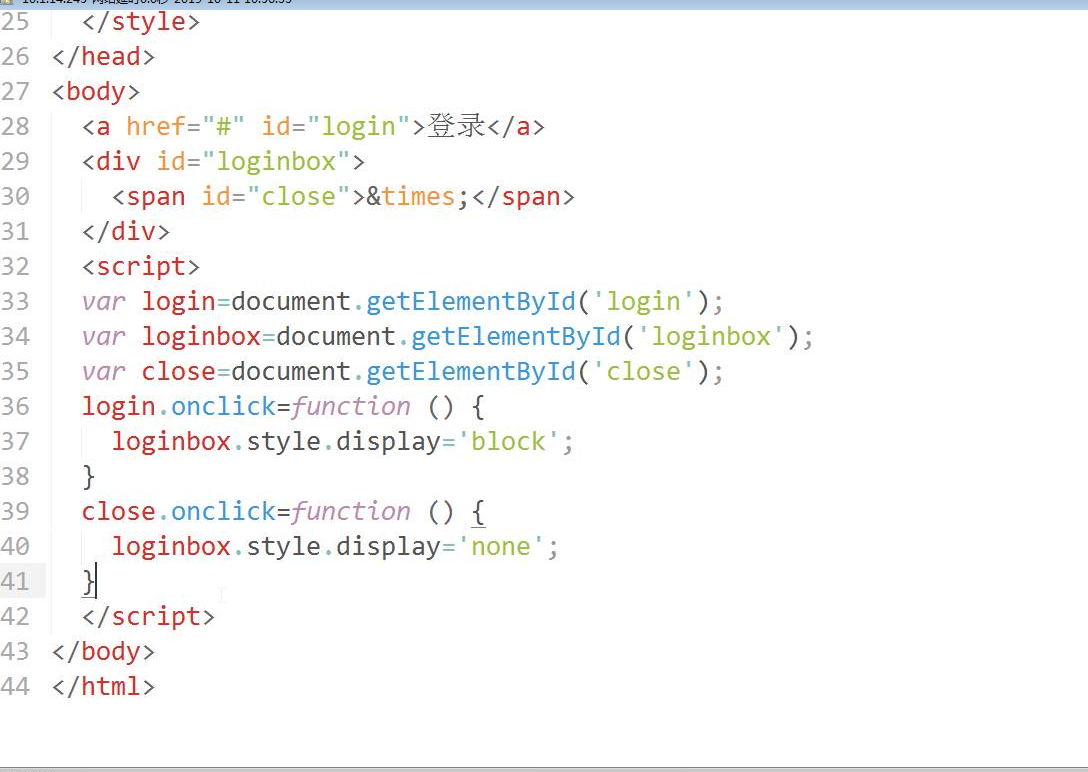 25 </style>
26 </head>
27 <body>
28 <a href="#" id="login">登录</a>
29 <div id="loginbox">
30 <span id="close">&times;</span>
31 </div>
32 <script>
33 var login=document.getElementById('login');
34 var loginbox=document.getElementById('loginbox');
35 var close=document.getElementById('close');
36 login.onclick=function () {
37 loginbox.style.display='block';
38 }
39 close.onclick=function () {
40 loginbox.style.display='none';
41 }
42 </script>
43 </body>
44 </html>